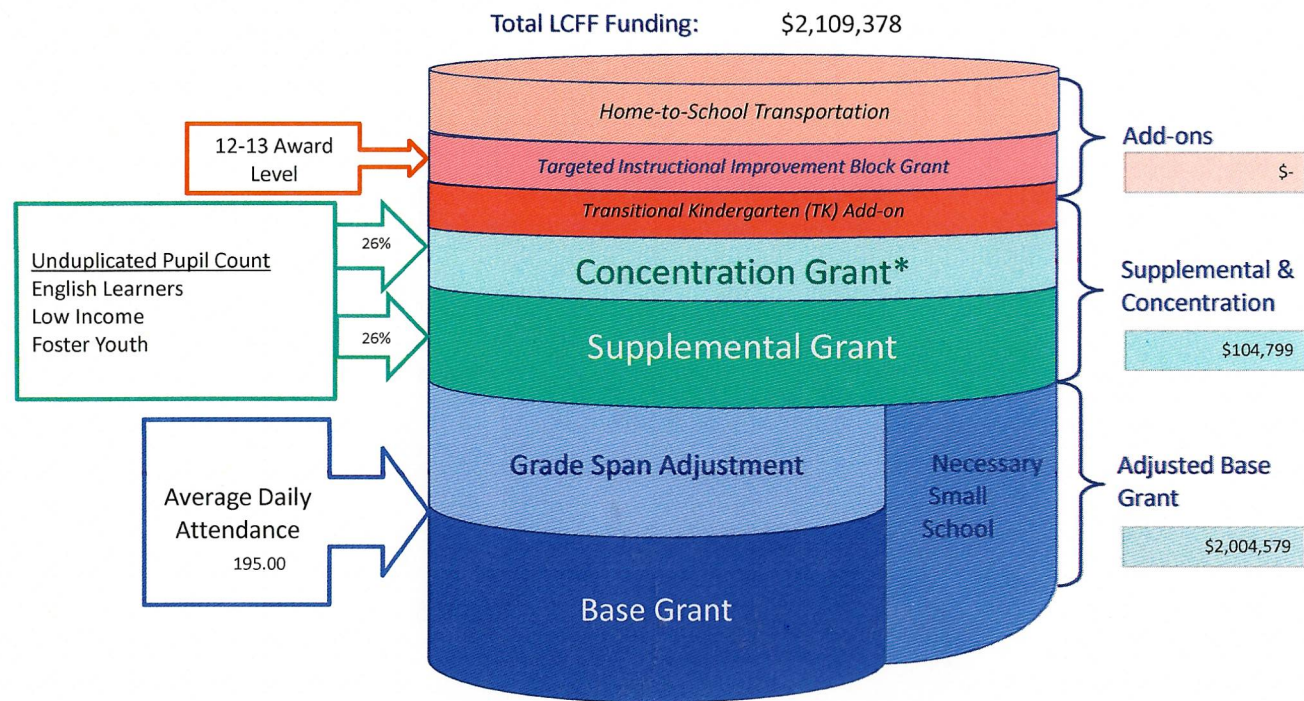 Total LCFF Funding: $2,109,378
Home-to-School Transportation
12-13 Award
Level
Targeted Instructional Improvement Block Grant
Add-ons
$-
Transitional Kindergarten (TK) Add-on
Unduplicated Pupil Count
English Learners
Low Income
Foster Youth
26%
26%
Concentration Grant*
Supplemental Grant
Supplemental &
Concentration
$104,799
Average Daily
Attendance
195.00
Grade Span Adjustment
Necessary
Small
School
Base Grant
Adjusted Base
Grant
$2,004,579